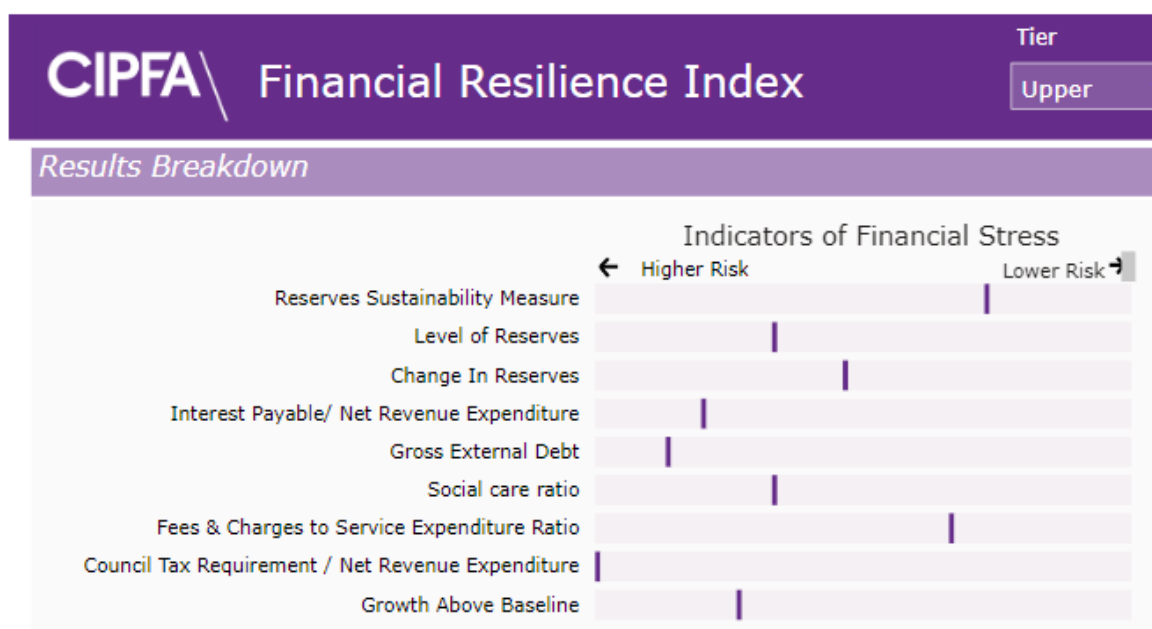 Tier
CIPFA\ Financial Resilience Index
Upper
Results Breakdown
Indicators of Financial Stress
← Higher Risk Lower Risk →
Reserves Sustainability Measure
Level of Reserves
Change In Reserves
Interest Payable/ Net Revenue Expenditure
Gross External Debt
Social care ratio
Fees & Charges to Service Expenditure Ratio
Council Tax Requirement / Net Revenue Expenditure
Growth Above Baseline